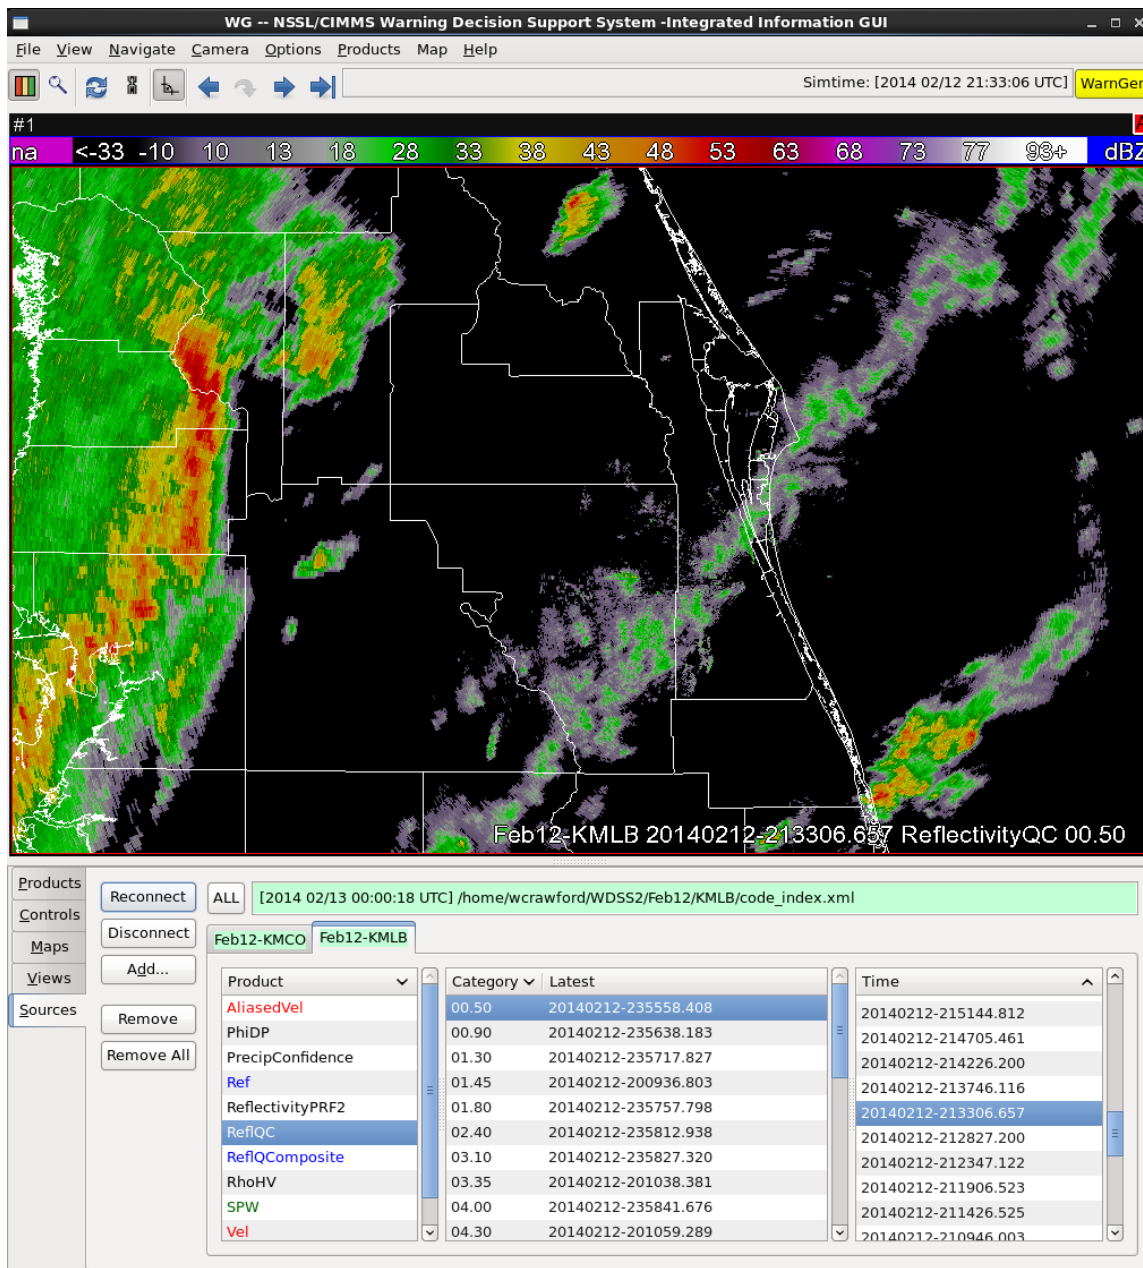 WG -- NSSL/CIMMS Warning Decision Support System -Integrated Information GUI
File View Navigate Camera Options Products Map Help
Simtime: [2014 02/12 21:33:06 UTC] WarnGen
#1
na <-33 -10 10 13 18 28 33 38 43 48 53 63 68 73 77 93+ dBZ
Feb12-KMLB 20140212-213306.657 ReflectivityQC 00.50
Products
Controls
Maps
Views
Sources
Reconnect
Disconnect
Add...
Remove
Remove All
ALL [2014 02/13 00:00:18 UTC] /home/wcrawford/WDSS2/Feb12/KMLB/code_index.xml
Feb12-KMCO Feb12-KMLB
Product
AliasedVel
PhiDP
PrecipConfidence
Ref
ReflectivityPRF2
ReflQC
ReflQComposite
RhoHV
SPW
Vel
Category Latest
00.50 20140212-235558.408
00.90 20140212-235638.183
01.30 20140212-235717.827
01.45 20140212-200936.803
01.80 20140212-235757.798
02.40 20140212-235812.938
03.10 20140212-235827.320
03.35 20140212-201038.381
04.00 20140212-235841.676
04.30 20140212-201059.289
Time
20140212-215144.812
20140212-214705.461
20140212-214226.200
20140212-213746.116
20140212-213306.657
20140212-212827.200
20140212-212347.122
20140212-211906.523
20140212-211426.525
20140212-210946.003